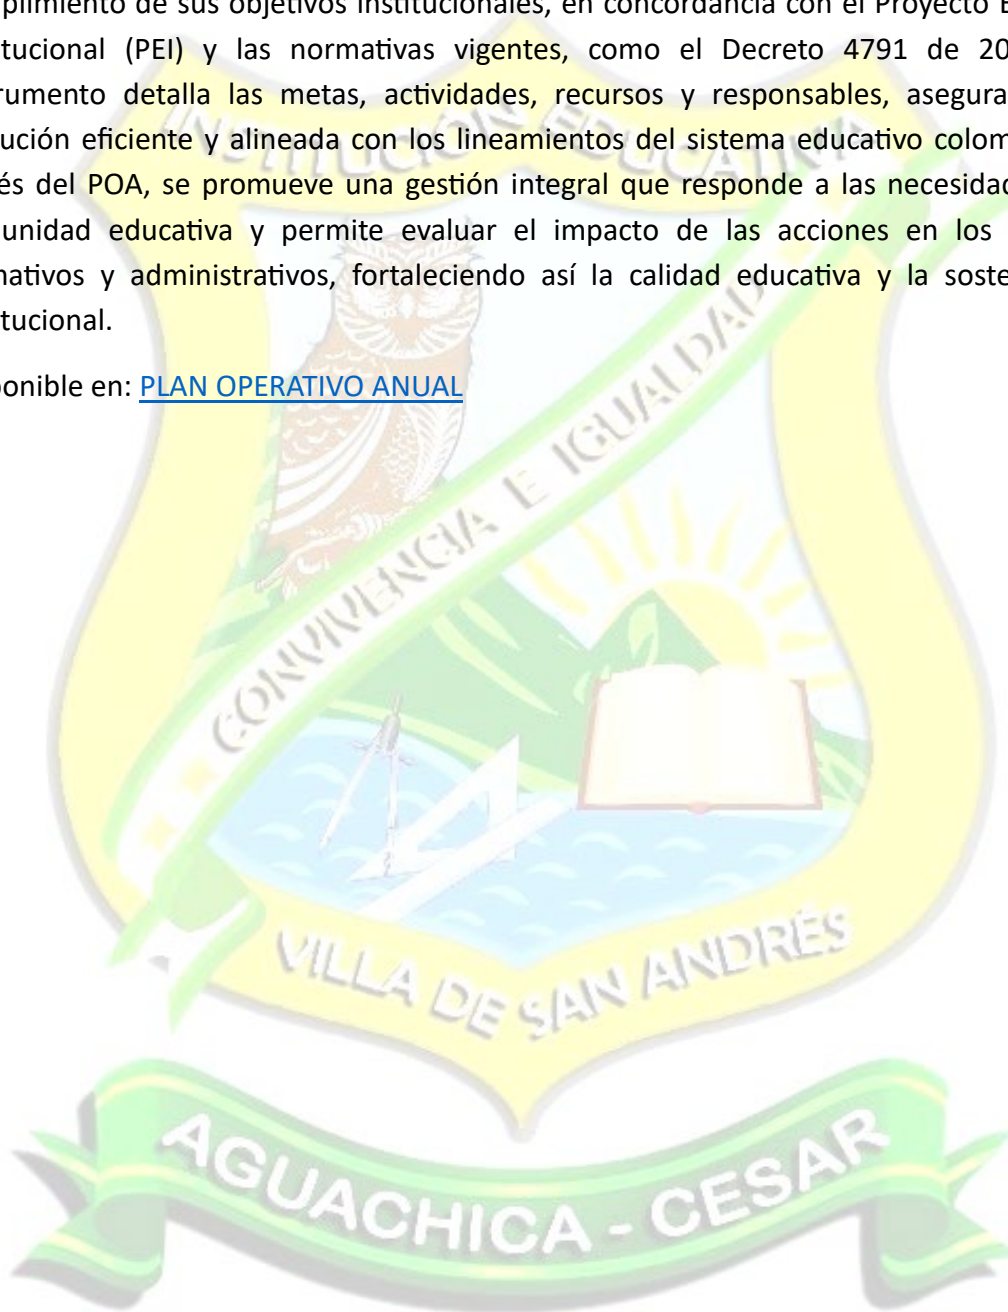 plimiento de sus objetivos institucionales, en concordancia con el Proyecto E
tucional (PEI) y las normativas vigentes, como el Decreto 4791 de 20
rumento detalla las metas, actividades, recursos y responsables, asegura
ución eficiente y alineada con los lineamientos del sistema educativo colom
és del POA, se promueve una gestión integral que responde a las necesidad
unidad educativa y permite evaluar el impacto de las acciones en los
nativos y administrativos, fortaleciendo así la calidad educativa y la soste
tucional.
ponible en: PLAN OPERATIVO ANUAL
INSTITUCIÓN EDUCATIVA
CONVIVENCIA E IGUALDAD
VILLA DE SAN ANDRÉS
AGUACHICA - CESAR